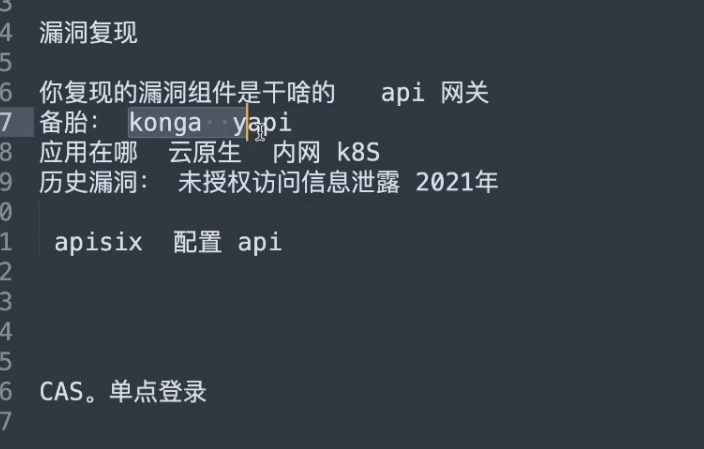 3
4 漏洞复现
5
6 你复现的漏洞组件是干啥的 api 网关
7 备胎： konga yapi
8 应用在哪 云原生 内网 k8S
9 历史漏洞： 未授权访问信息泄露 2021年
0
1 apisix 配置 api
2
3
4
5
6 CAS。单点登录
7